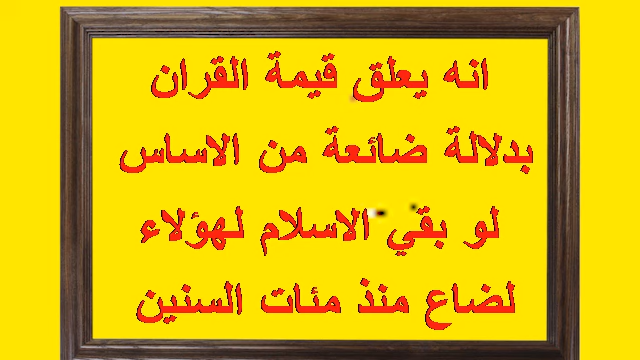 انه يعلق قيمة القران
بدلالة ضائعة من الاساس
لو بقي الاسلام لهؤلاء
لضاع منذ مئات السنين